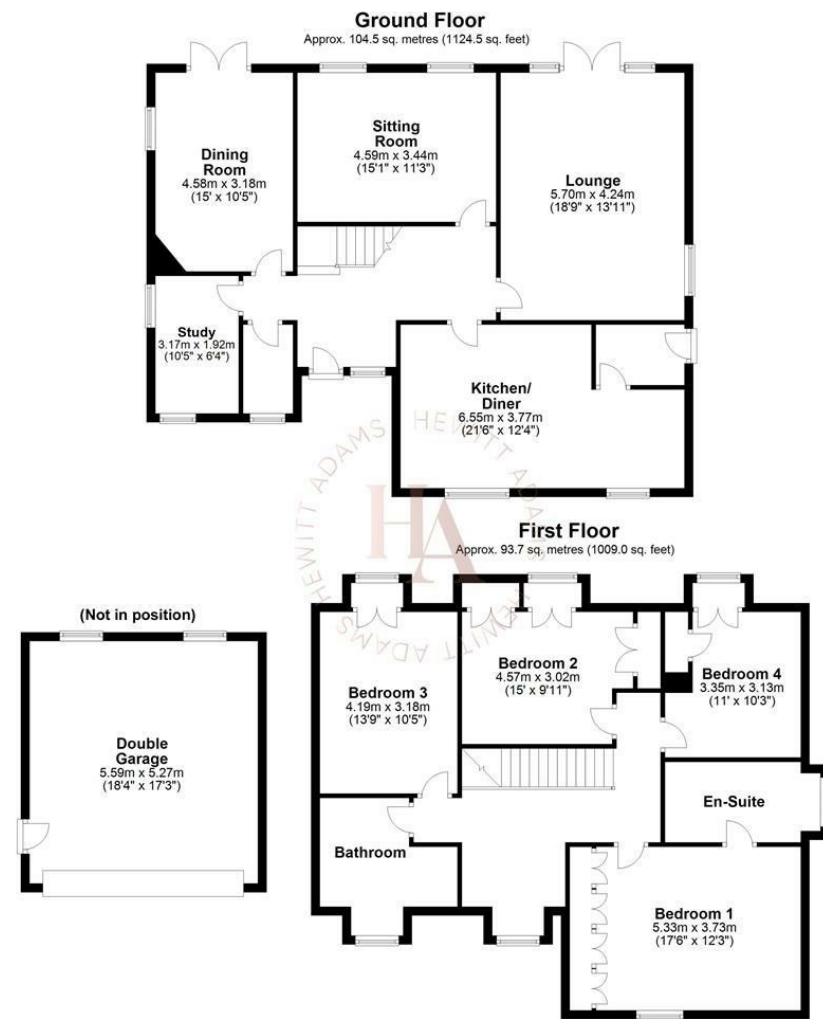 Ground Floor
Approx. 104.5 sq. metres (1124.5 sq. feet)
Dining
Room
4.58m x 3.18m
(15' x 10'5")
Sitting
Room
4.59m x 3.44m
(15'1" x 11'3")
Lounge
5.70m x 4.24m
(18'9" x 13'11")
Study
3.17m x 1.92m
(10'5" x 6'4")
Kitchen/
Diner
6.55m x 3.77m
(21'6" x 12'4")
HEWITT ADAMS HEWITT ADAMS HEWITT ADAMS
HA
First Floor
Approx. 93.7 sq. metres (1009.0 sq. feet)
(Not in position)
Double
Garage
5.59m x 5.27m
(18'4" x 17'3")
Bedroom 3
4.19m x 3.18m
(13'9" x 10'5")
Bedroom 2
4.57m x 3.02m
(15' x 9'11")
Bedroom 4
3.35m x 3.13m
(11' x 10'3")
En-Suite
Bathroom
Bedroom 1
5.33m x 3.73m
(17'6" x 12'3")